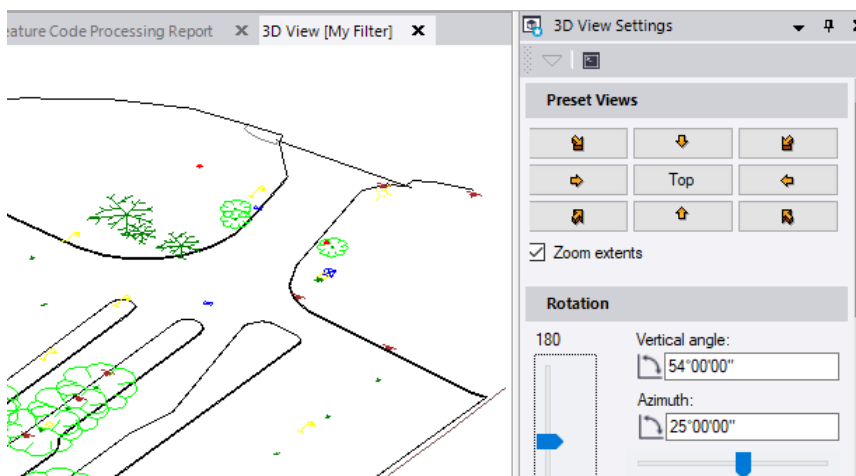 eature Code Processing Report
3D View [My Filter]
3D View Settings
Preset Views
Top
Zoom extents
Rotation
180
Vertical angle:
54°00'00"
Azimuth:
25°00'00"